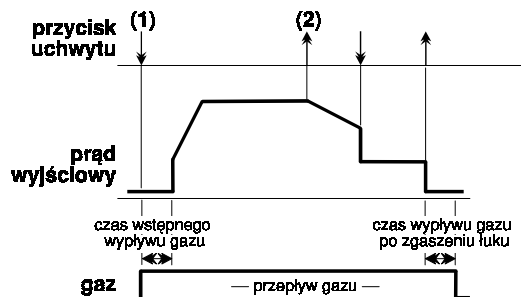 (1) (2)
przycisk
uchwytu
prąd
wyjściowy
czas wstępnego
wypływu gazu
czas wypływu gazu
po zgaszeniu łuku
gaz
przepływ gazu